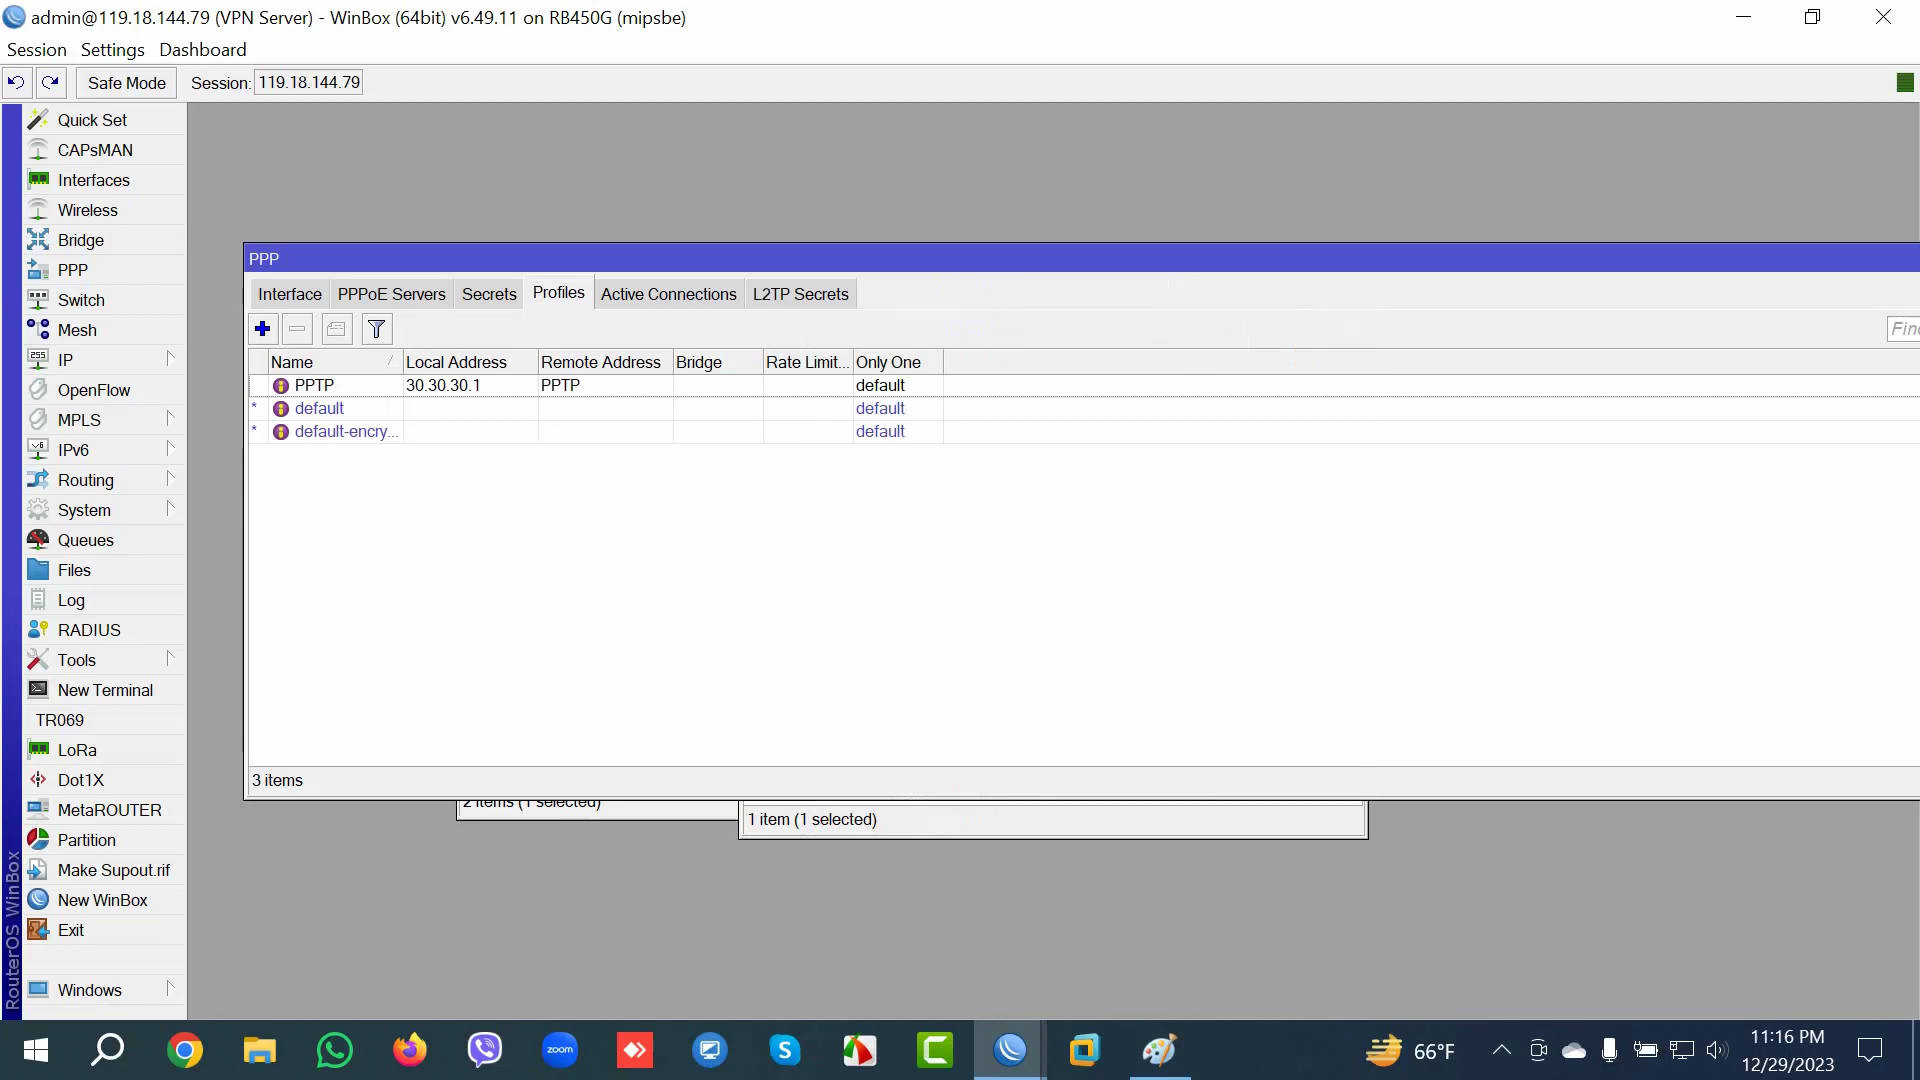 admin@119.18.144.79 (VPN Server) - WinBox (64bit) v6.49.11 on RB450G (mipsbe)
Session Settings Dashboard
Safe Mode Session: 119.18.144.79
Quick Set
CAPsMAN
Interfaces
Wireless
Bridge
PPP
Switch
Mesh
IP
OpenFlow
MPLS
IPv6
Routing
System
Queues
Files
Log
RADIUS
Tools
New Terminal
TR069
LoRa
Dot1X
MetaROUTER
Partition
Make Supout.rif
New WinBox
Exit
Windows
RouterOS WinBox
PPP
Interface PPPoE Servers Secrets Profiles Active Connections L2TP Secrets
Name Local Address Remote Address Bridge Rate Limit... Only One
PPTP 30.30.30.1 PPTP default
* default default
* default-encry... default
3 items
2 items (1 selected)
1 item (1 selected)
zoom
66°F
11:16 PM
12/29/2023